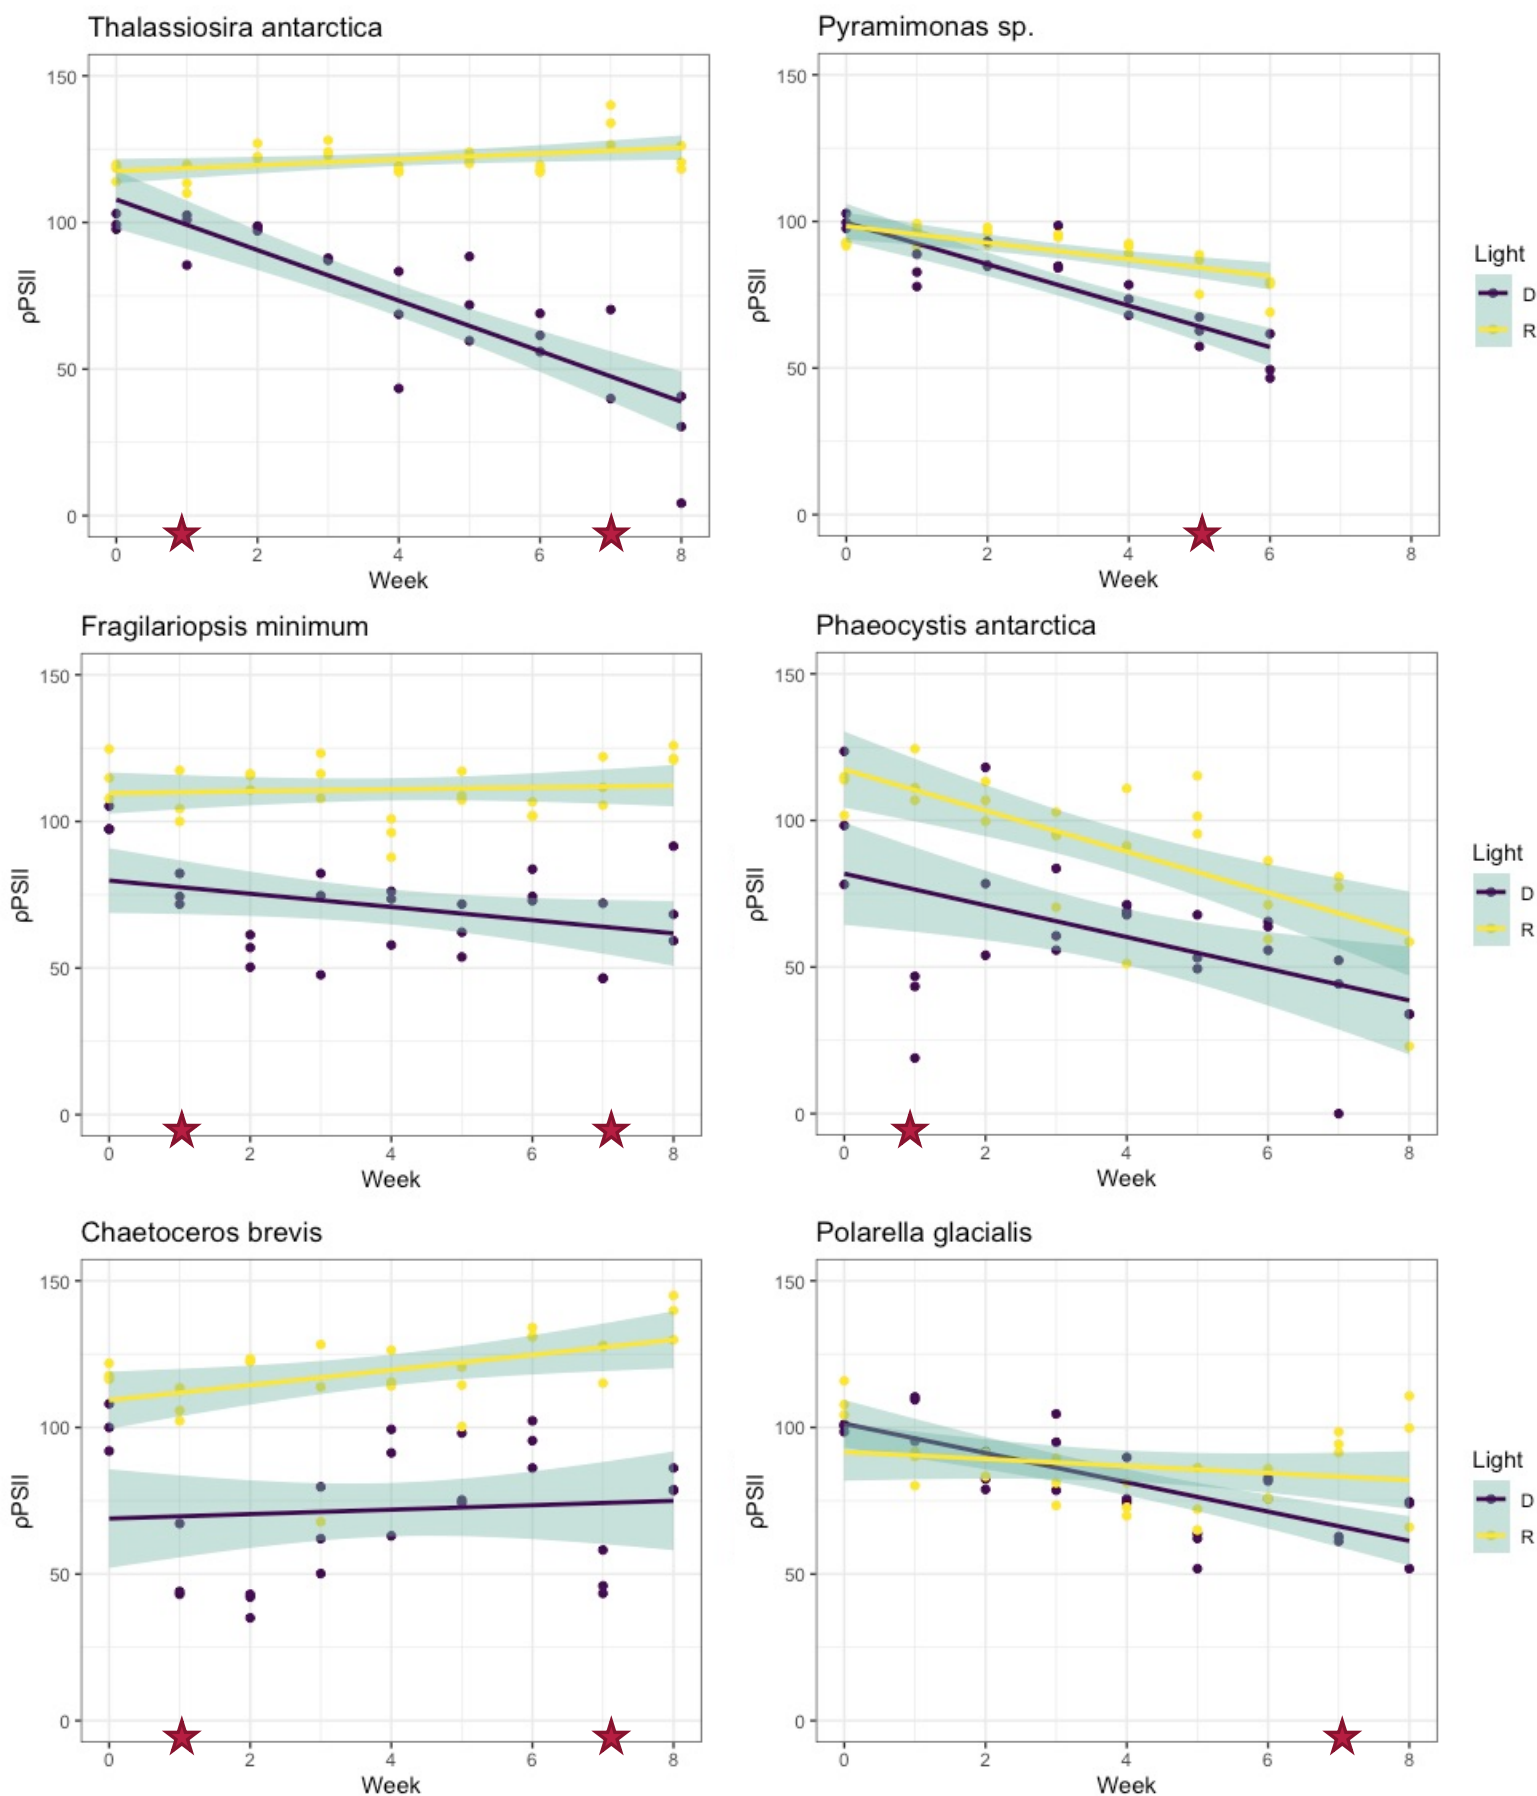 Thalassiosira antarctica
150
100
50
0
ρPSII
0 2 4 6 8
Week
Pyramimonas sp.
150
100
50
0
ρPSII
0 2 4 6 8
Week
Light
D
R
Fragilariopsis minimum
150
100
50
0
ρPSII
0 2 4 6 8
Week
Phaeocystis antarctica
150
100
50
0
ρPSII
0 2 4 6 8
Week
Light
D
R
Chaetoceros brevis
150
100
50
0
ρPSII
0 2 4 6 8
Week
Polarella glacialis
150
100
50
0
ρPSII
0 2 4 6 8
Week
Light
D
R